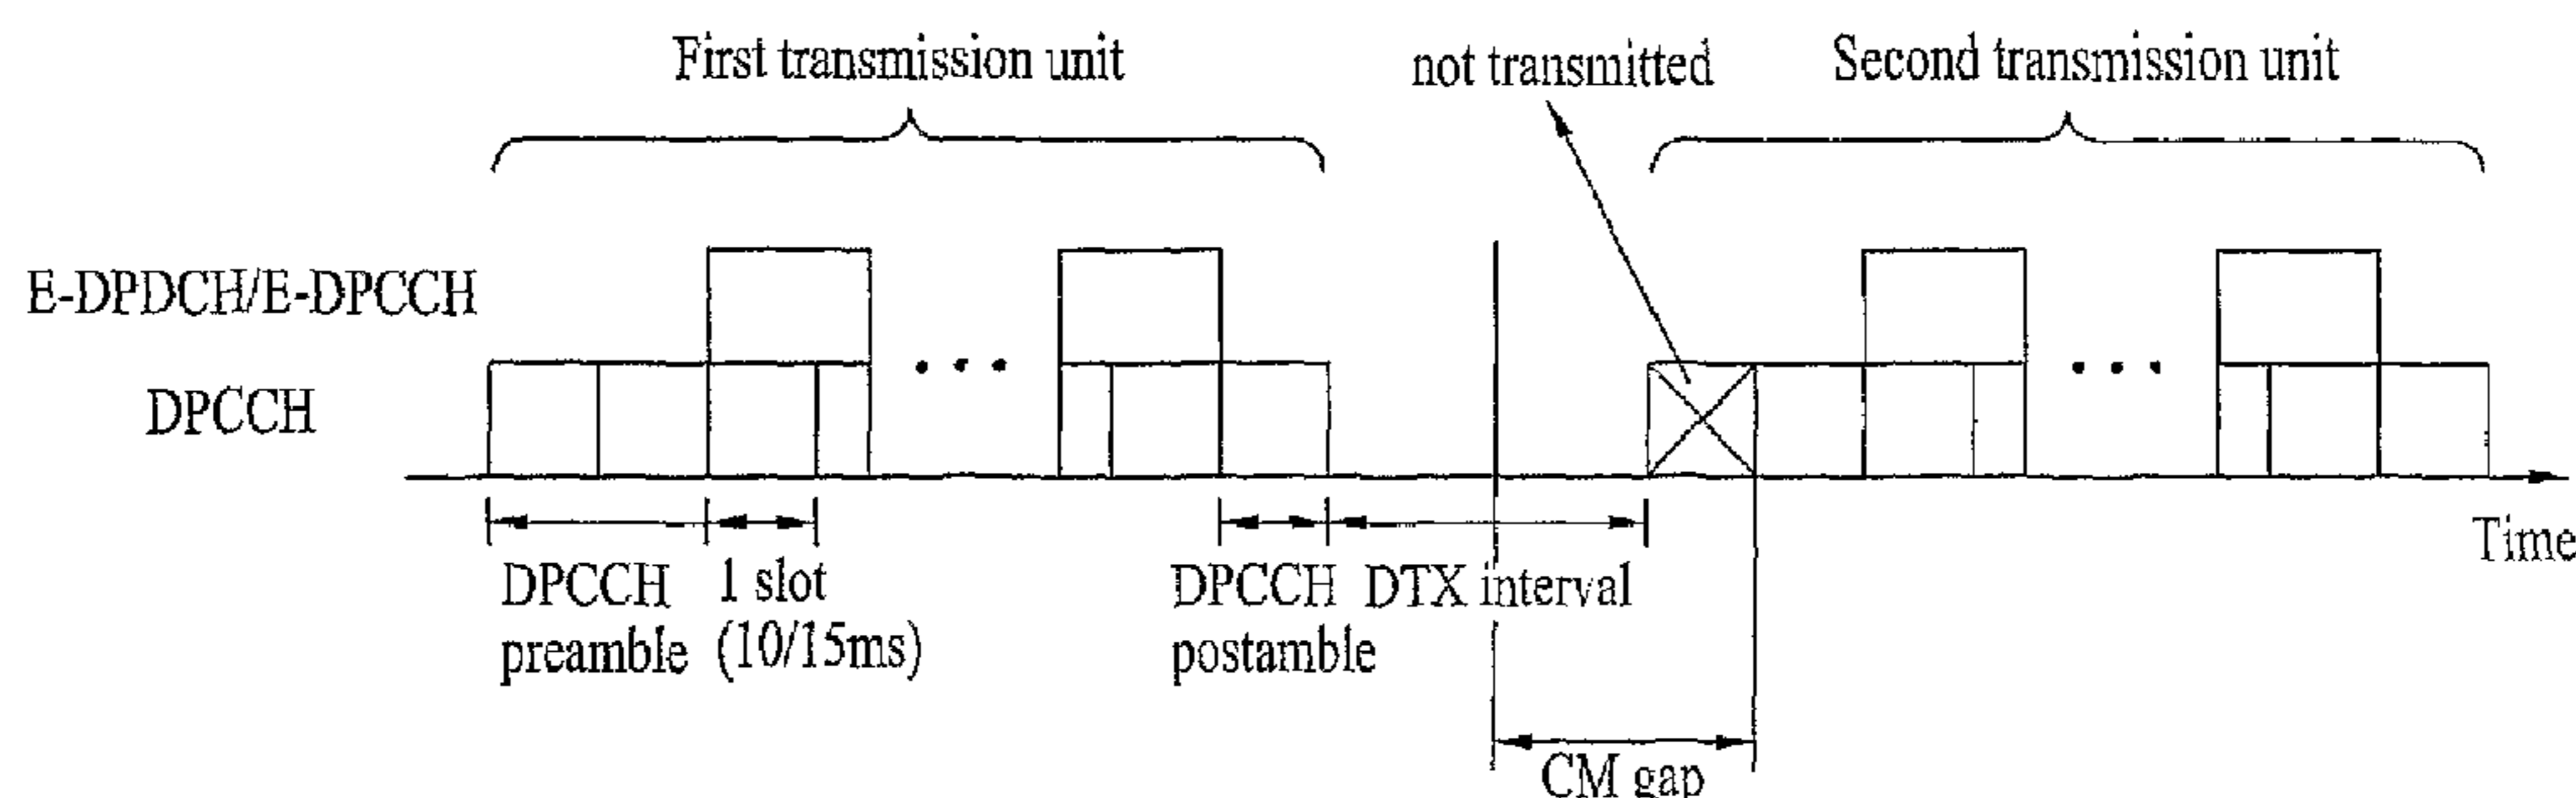 First transmission unit
not transmitted
Second transmission unit
E-DPDCH/E-DPCCH
DPCCH
Time
DPCCH
preamble
1 slot
(10/15ms)
DPCCH
postamble
DTX interval
CM gap